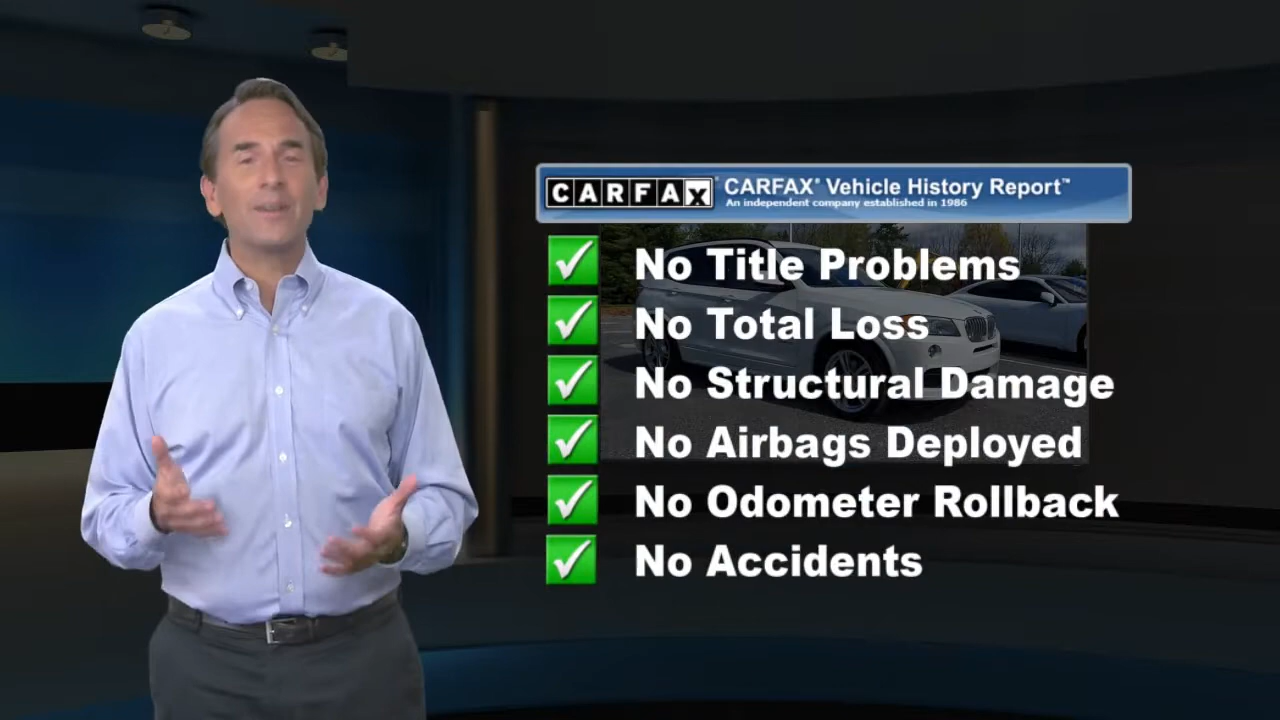 CARFAX® CARFAX® Vehicle History Report™
An independent company established in 1986
No Title Problems
No Total Loss
No Structural Damage
No Airbags Deployed
No Odometer Rollback
No Accidents